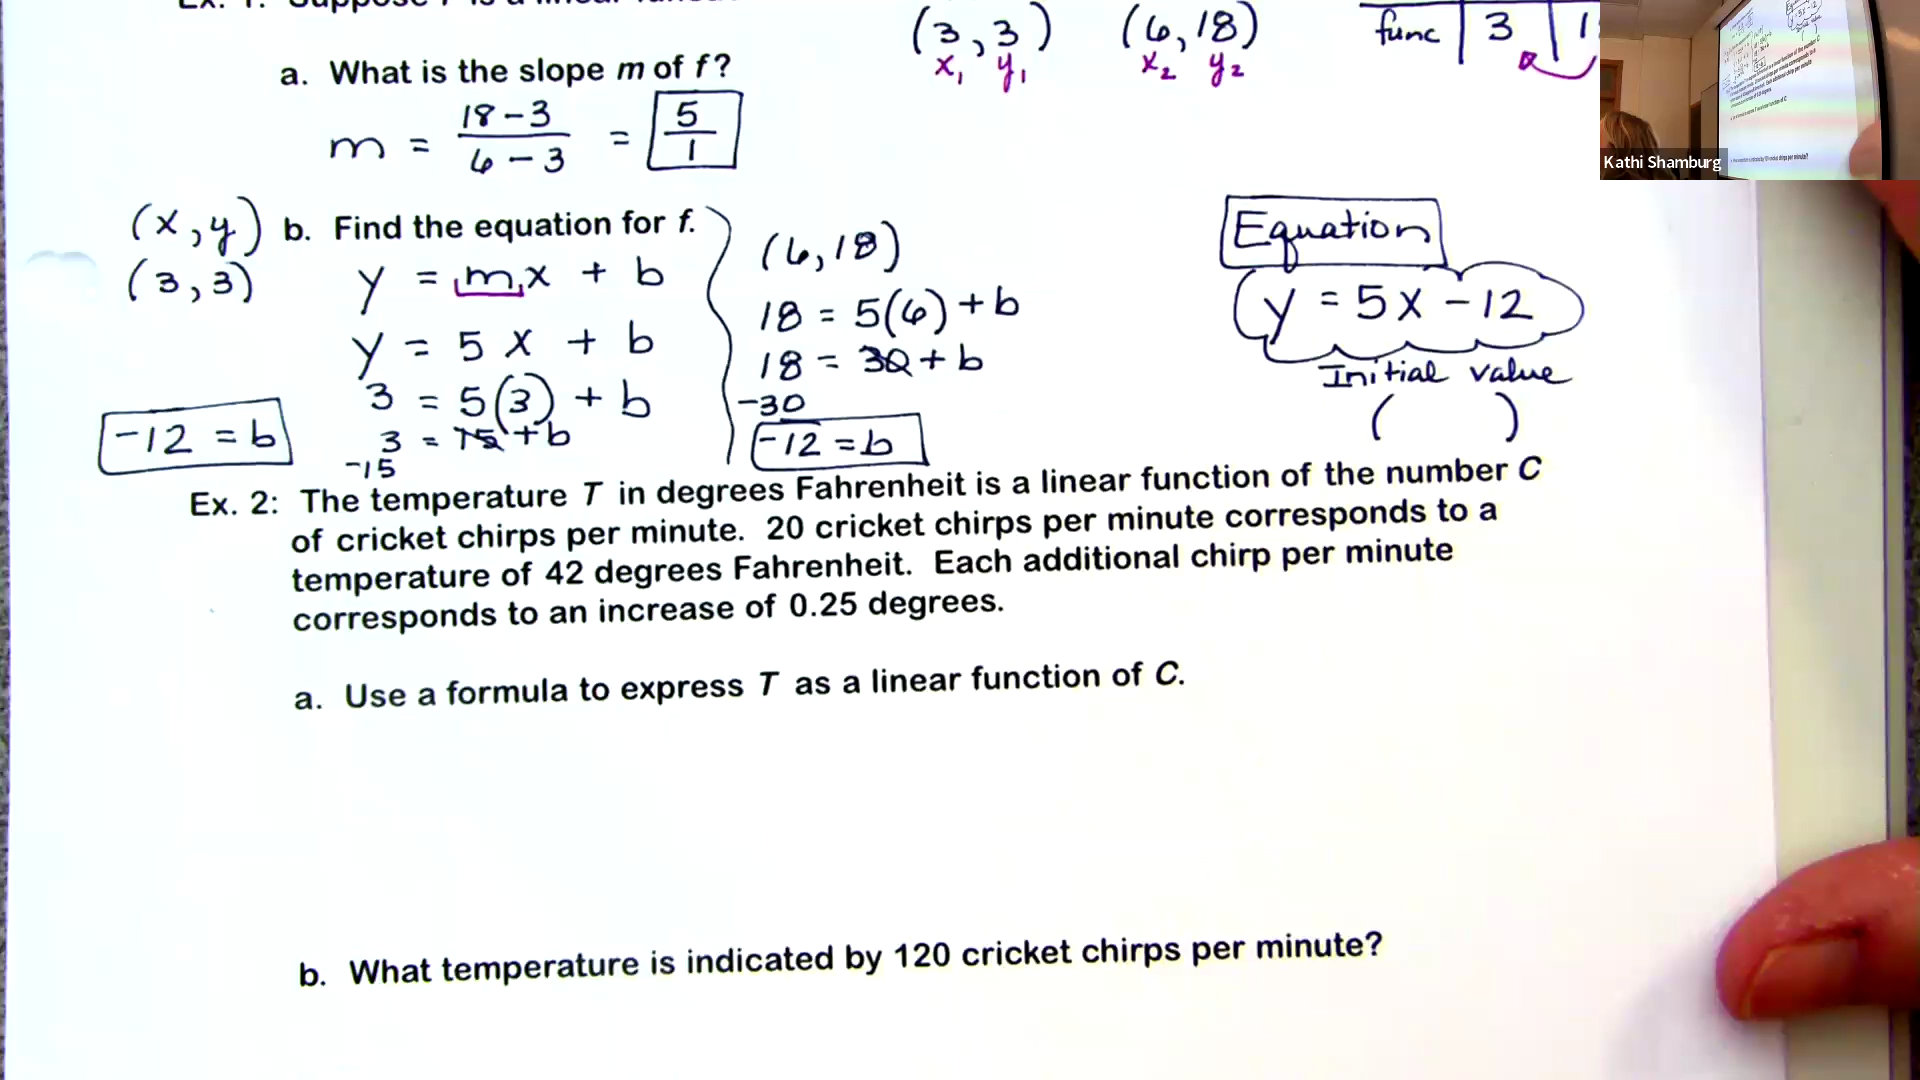 (3,3) (6,18) func 3 1
x₁ y₁ x₂ y₂
a. What is the slope m of f?
m = 18-3 / 6-3 = 5/1
Kathi Shamburg
(x,y) b. Find the equation for f.
(3,3) y = mx + b
y = 5x + b
3 = 5(3) + b
3 = 15 + b
-15
-12 = b
(6,18)
18 = 5(6) + b
18 = 30 + b
-30
-12 = b
Equation
y = 5x - 12
Initial value
( )
Ex. 2: The temperature T in degrees Fahrenheit is a linear function of the number C
of cricket chirps per minute. 20 cricket chirps per minute corresponds to a
temperature of 42 degrees Fahrenheit. Each additional chirp per minute
corresponds to an increase of 0.25 degrees.
a. Use a formula to express T as a linear function of C.
b. What temperature is indicated by 120 cricket chirps per minute?